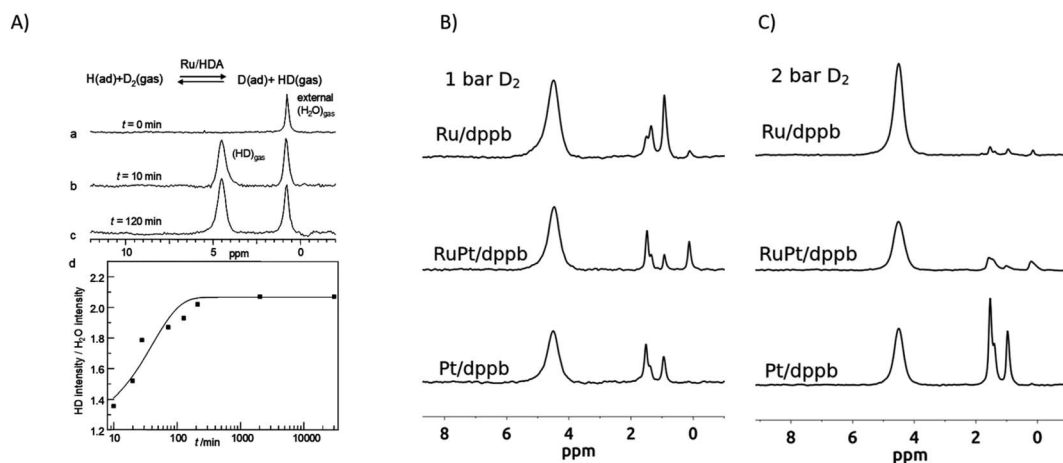 A)
Ru/HDA
H(ad)+D₂(gas) D(ad)+ HD(gas)
external
(H₂O)gas
a
t = 0 min
(HD)gas
b
t = 10 min
c
t = 120 min
10 5 ppm 0
d
HD intensity / H₂O intensity
2.2
2.0
1.8
1.6
1.4
1.2
10 100 1000 10000
t /min
B)
1 bar D₂
Ru/dppb
RuPt/dppb
Pt/dppb
8 6 4 2 0
ppm
C)
2 bar D₂
Ru/dppb
RuPt/dppb
Pt/dppb
8 6 4 2 0
ppm